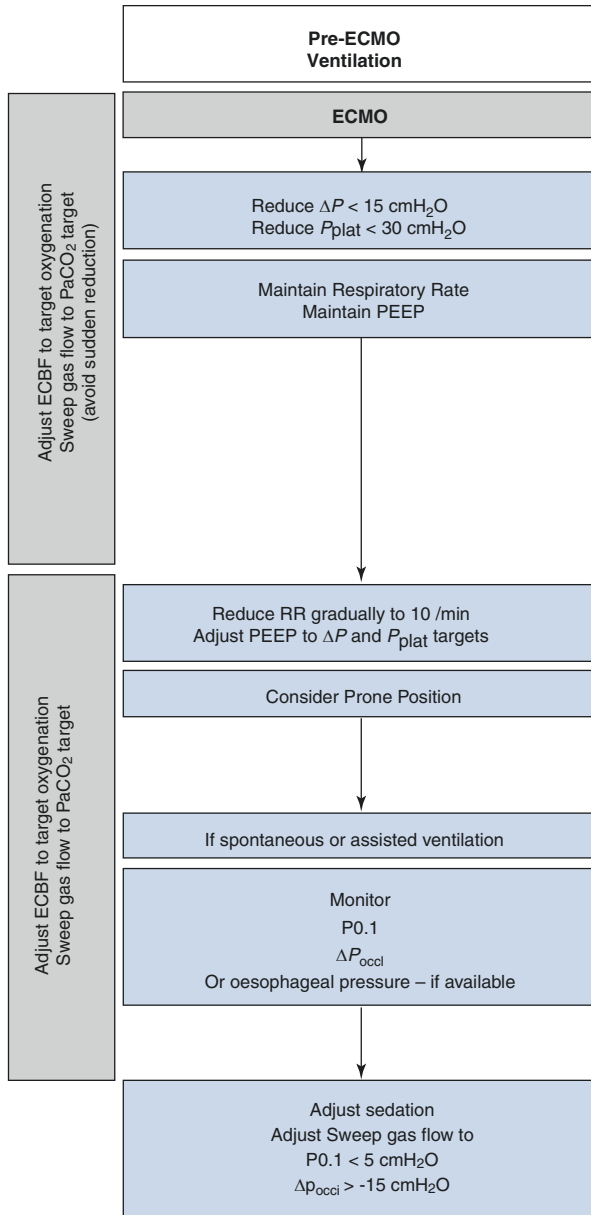 Pre-ECMO
Ventilation
ECMO
Adjust ECBF to target oxygenation
Sweep gas flow to PaCO₂ target
(avoid sudden reduction)
Reduce ΔP < 15 cmH₂O
Reduce Pplat < 30 cmH₂O
Maintain Respiratory Rate
Maintain PEEP
Adjust ECBF to target oxygenation
Sweep gas flow to PaCO₂ target
Reduce RR gradually to 10 /min
Adjust PEEP to ΔP and Pplat targets
Consider Prone Position
If spontaneous or assisted ventilation
Monitor
P0.1
ΔPoccl
Or oesophageal pressure – if available
Adjust sedation
Adjust Sweep gas flow to
P0.1 < 5 cmH₂O
Δpocci > -15 cmH₂O